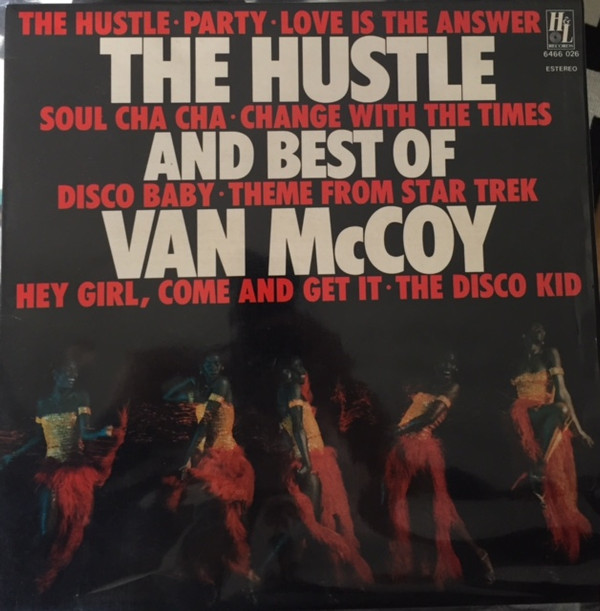 THE HUSTLE · PARTY · LOVE IS THE ANSWER
H&L
RECORDS
6466 026
ESTEREO
THE HUSTLE
SOUL CHA CHA · CHANGE WITH THE TIMES
AND BEST OF
DISCO BABY · THEME FROM STAR TREK
VAN McCOY
HEY GIRL, COME AND GET IT · THE DISCO KID